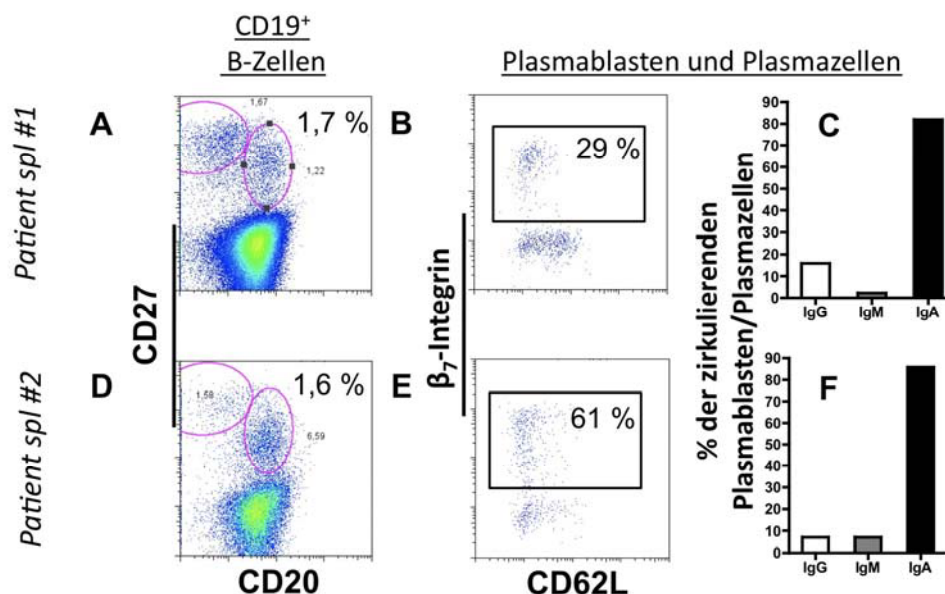 CD19⁺
B-Zellen
Plasmablasten und Plasmazellen
Patient spl #1
A
1,67
1,7 %
1,22
B
29 %
C
90
80
70
60
50
40
30
20
10
0
IgG IgM IgA
CD27
β₇-Integrin
% der zirkulierenden
Plasmablasten/Plasmazellen
Patient spl #2
D
1,58
1,6 %
6,59
E
61 %
F
90
80
70
60
50
40
30
20
10
0
IgG IgM IgA
CD20
CD62L